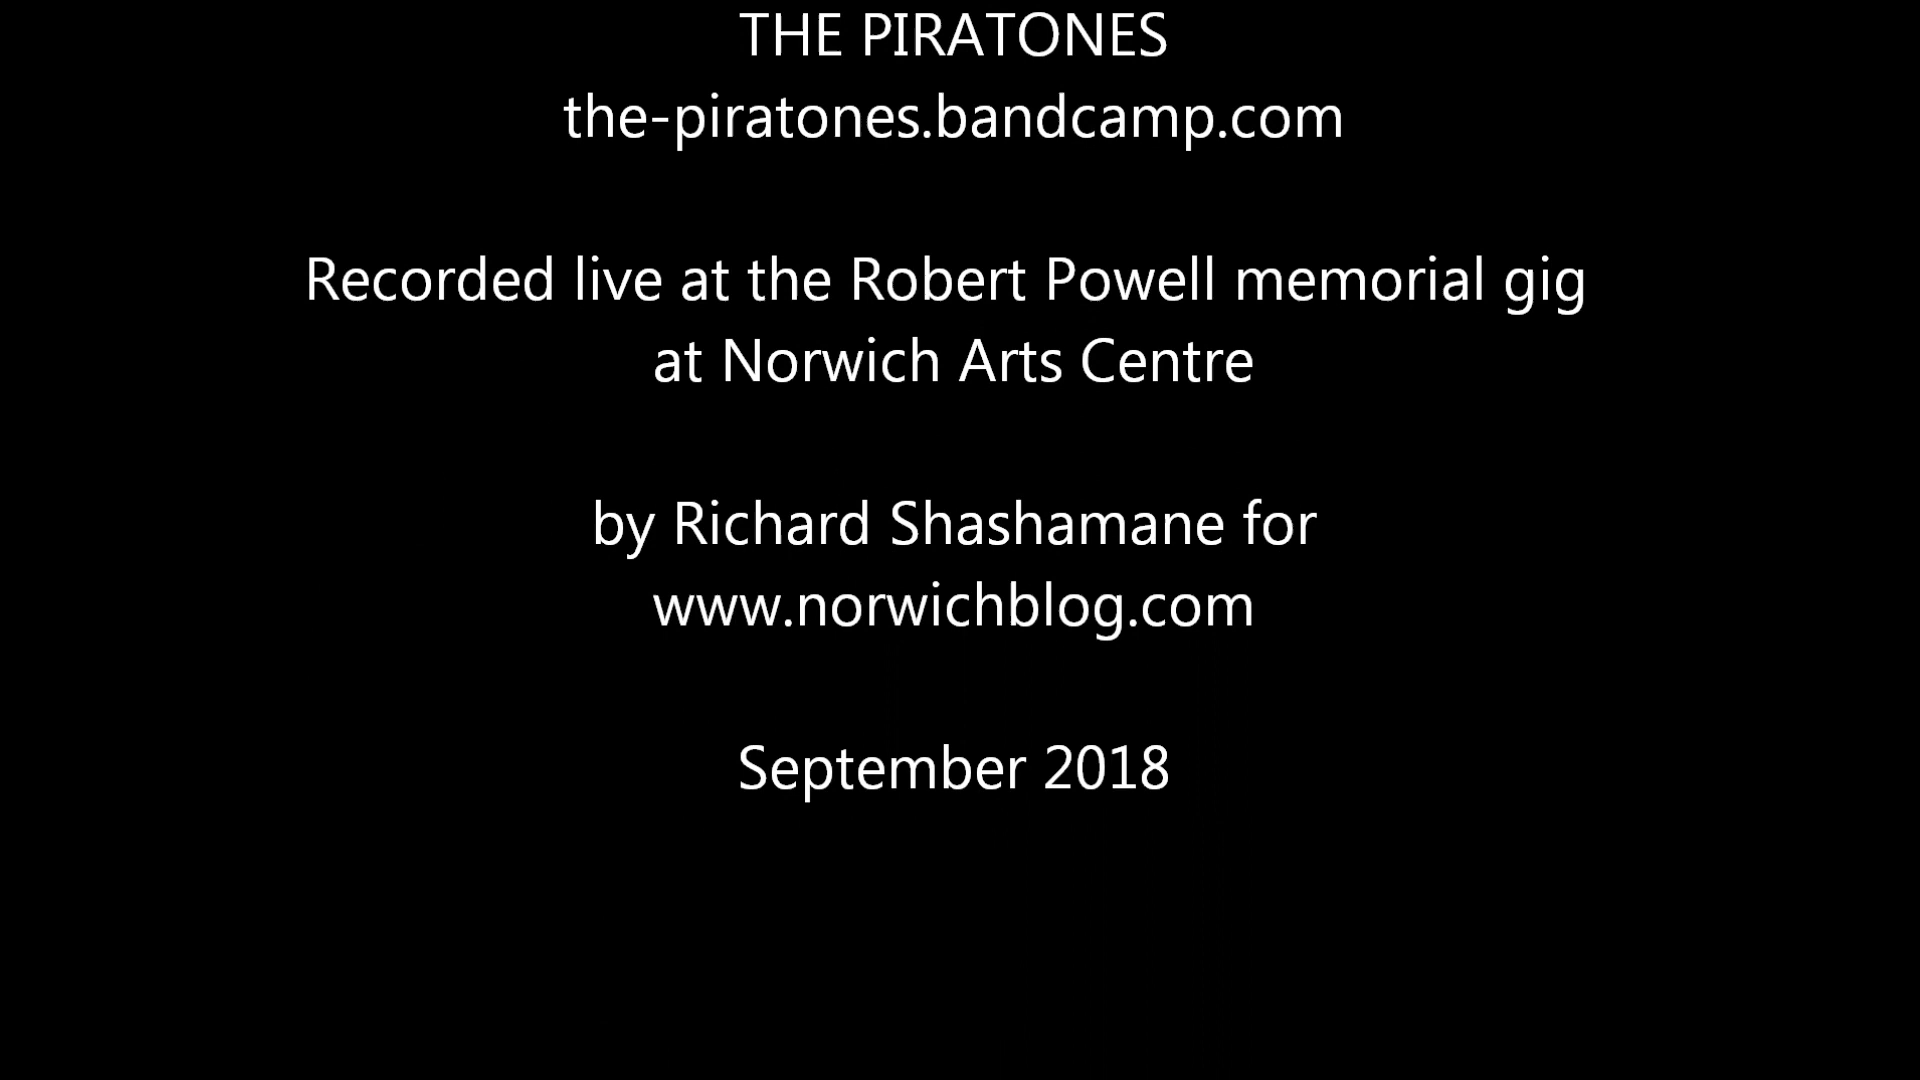 THE PIRATONES
the-piratones.bandcamp.com
Recorded live at the Robert Powell memorial gig
at Norwich Arts Centre
by Richard Shashamane for
www.norwichblog.com
September 2018